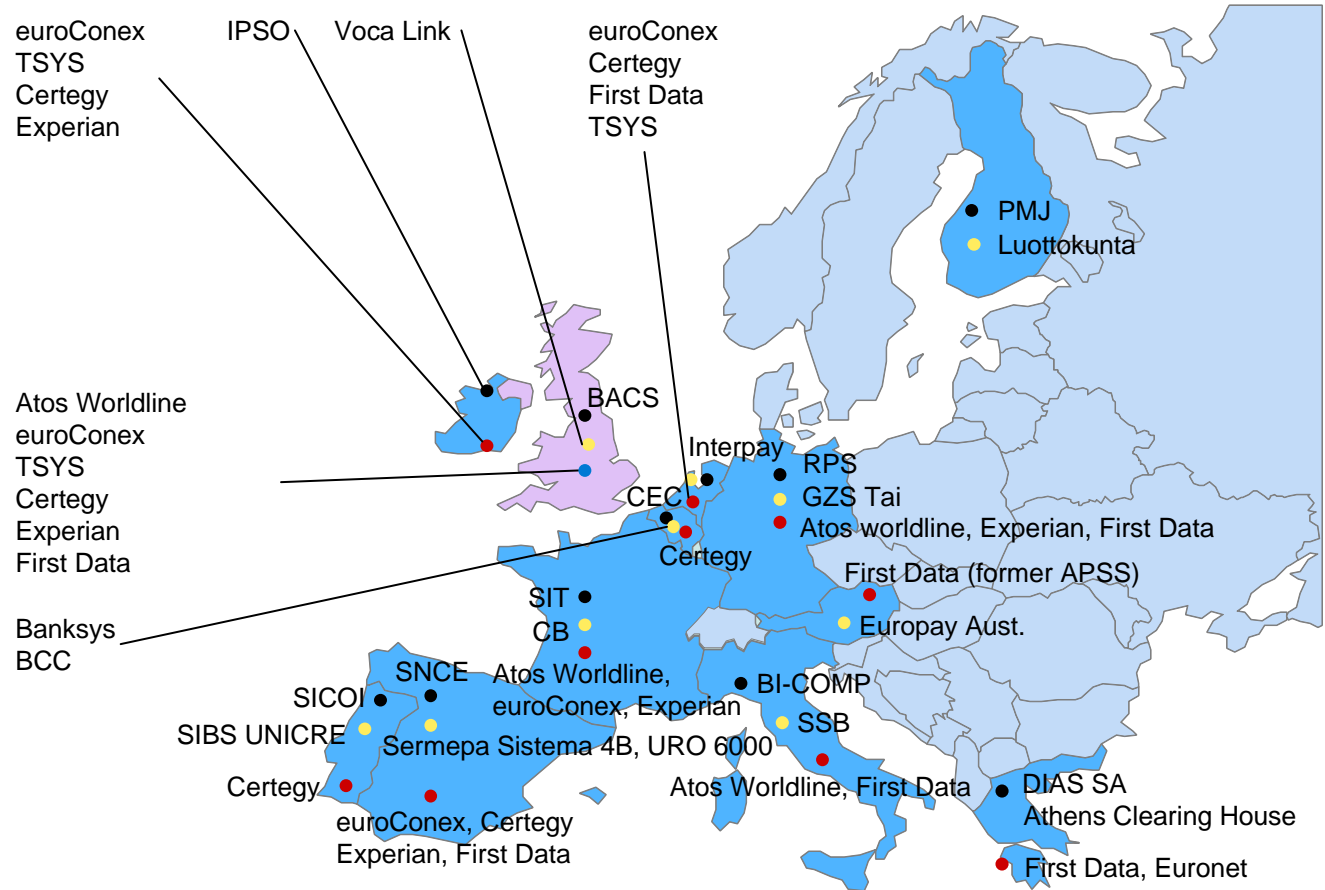 euroConex
TSYS
Certegy
Experian
IPSO
Voca Link
euroConex
Certegy
First Data
TSYS
PMJ
Luottokunta
BACS
Atos Worldline
euroConex
TSYS
Certegy
Experian
First Data
Interpay
RPS
CEC
GZS Tai
Atos worldline, Experian, First Data
Certegy
First Data (former APSS)
SIT
CB
Europay Aust.
Banksys
BCC
SNCE
Atos Worldline,
euroConex, Experian
BI-COMP
SICOI
SSB
SIBS UNICRE
Sermepa Sistema 4B, URO 6000
Certegy
Atos Worldline, First Data
DIAS SA
Athens Clearing House
euroConex, Certegy
Experian, First Data
First Data, Euronet